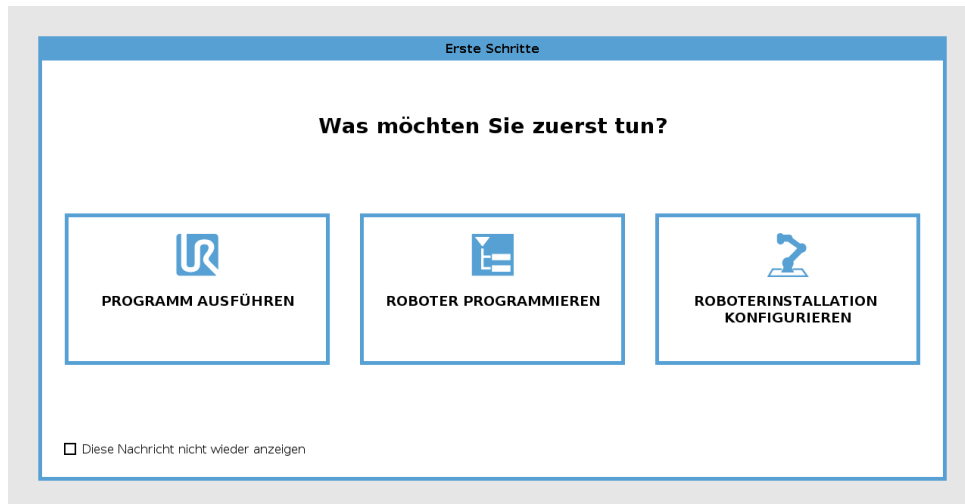 Erste Schritte
Was möchten Sie zuerst tun?
PROGRAMM AUSFÜHREN
ROBOTER PROGRAMMIEREN
ROBOTERINSTALLATION
KONFIGURIEREN
Diese Nachricht nicht wieder anzeigen